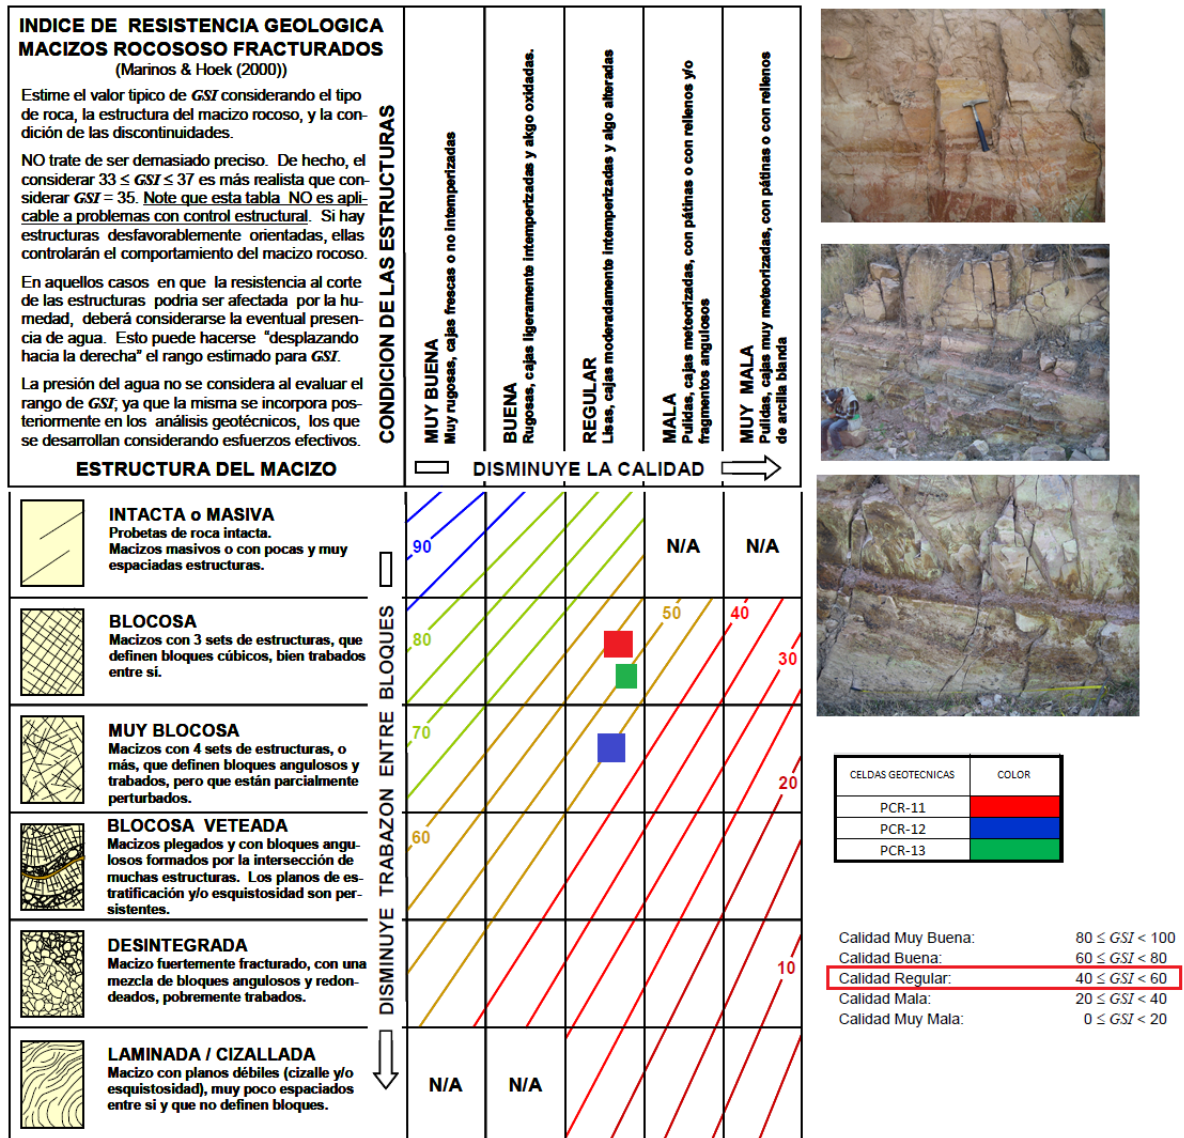 INDICE DE RESISTENCIA GEOLOGICA
MACIZOS ROCOSOSO FRACTURADOS
(Marinos & Hoek (2000))
Estime el valor tipico de GSI considerando el tipo
de roca, la estructura del macizo rocoso, y la con-
dición de las discontinuidades.
NO trate de ser demasiado preciso. De hecho, el
considerar 33 ≤ GSI ≤ 37 es más realista que con-
siderar GSI = 35. Note que esta tabla NO es apli-
cable a problemas con control estructural. Si hay
estructuras desfavorablemente orientadas, ellas
controlarán el comportamiento del macizo rocoso.
En aquellos casos en que la resistencia al corte
de las estructuras podria ser afectada por la hu-
medad, deberá considerarse la eventual presen-
cia de agua. Esto puede hacerse "desplazando
hacia la derecha" el rango estimado para GSI.
La presión del agua no se considera al evaluar el
rango de GSI; ya que la misma se incorpora pos-
teriormente en los análisis geotécnicos, los que
se desarrollan considerando esfuerzos efectivos.
ESTRUCTURA DEL MACIZO
CONDICION DE LAS ESTRUCTURAS
MUY BUENA
Muy rugosas, cajas frescas o no intemperizadas
BUENA
Rugosas, cajas ligeramente intemperizadas y akgo oxidadas.
REGULAR
Lisas, cajas moderadamente intemperizadas y algo alteradas
MALA
Pulidas, cajas meteorizadas, con pátinas o con rellenos y/o
fragmentos angulosos
MUY MALA
Pulidas, cajas muy meteorizadas, con pátinas o con rellenos
de arcilla blanda
DISMINUYE LA CALIDAD
DISMINUYE TRABAZON ENTRE BLOQUES
INTACTA o MASIVA
Probetas de roca intacta.
Macizos masivos o con pocas y muy
espaciadas estructuras.
90
N/A
N/A
BLOCOSA
Macizos con 3 sets de estructuras, que
definen bloques cúbicos, bien trabados
entre sí.
80
50
40
30
MUY BLOCOSA
Macizos con 4 sets de estructuras, o
más, que definen bloques angulosos y
trabados, pero que están parcialmente
perturbados.
70
20
BLOCOSA VETEADA
Macizos plegados y con bloques angu-
losos formados por la intersección de
muchas estructuras. Los planos de es-
tratificación y/o esquistosidad son per-
sistentes.
60
DESINTEGRADA
Macizo fuertemente fracturado, con una
mezcla de bloques angulosos y redon-
deados, pobremente trabados.
10
LAMINADA / CIZALLADA
Macizo con planos débiles (cizalle y/o
esquistosidad), muy poco espaciados
entre si y que no definen bloques.
N/A
N/A
CELDAS GEOTECNICAS COLOR
PCR-11
PCR-12
PCR-13
Calidad Muy Buena: 80 ≤ GSI < 100
Calidad Buena: 60 ≤ GSI < 80
Calidad Regular: 40 ≤ GSI < 60
Calidad Mala: 20 ≤ GSI < 40
Calidad Muy Mala: 0 ≤ GSI < 20